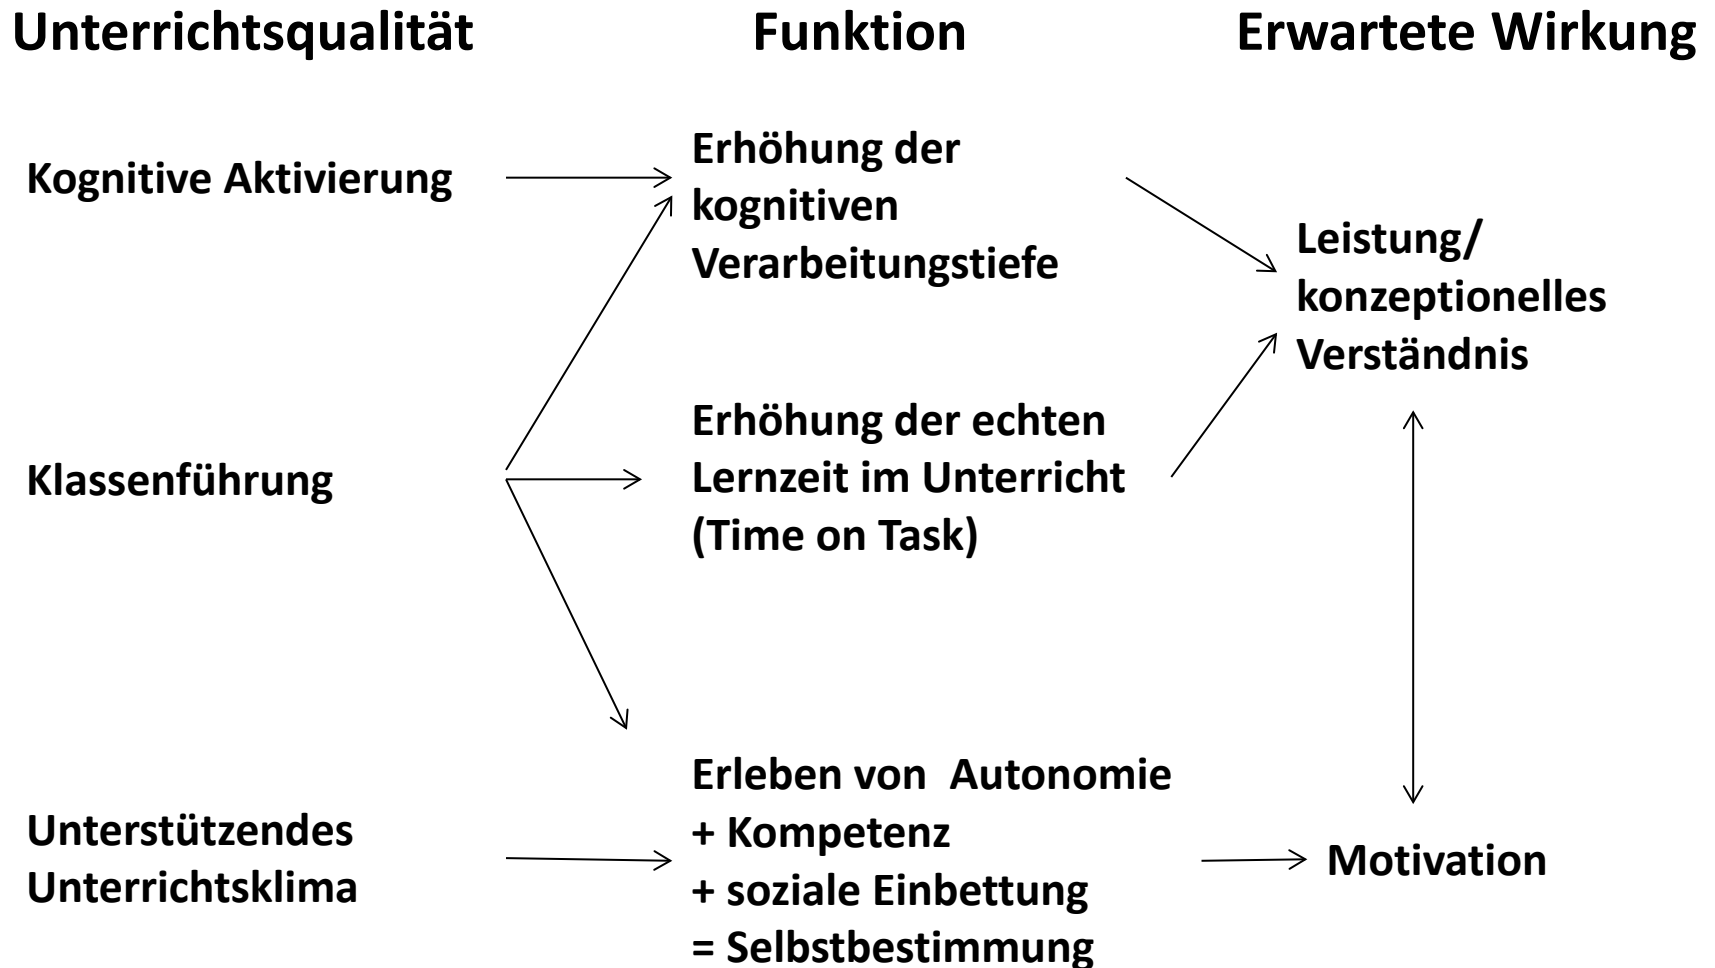 Unterrichtsqualität
Funktion
Erwartete Wirkung
Kognitive Aktivierung
Erhöhung der
kognitiven
Verarbeitungstiefe
Leistung/
konzeptionelles
Verständnis
Klassenführung
Erhöhung der echten
Lernzeit im Unterricht
(Time on Task)
Unterstützendes
Unterrichtsklima
Erleben von  Autonomie
+ Kompetenz
+ soziale Einbettung
= Selbstbestimmung
Motivation